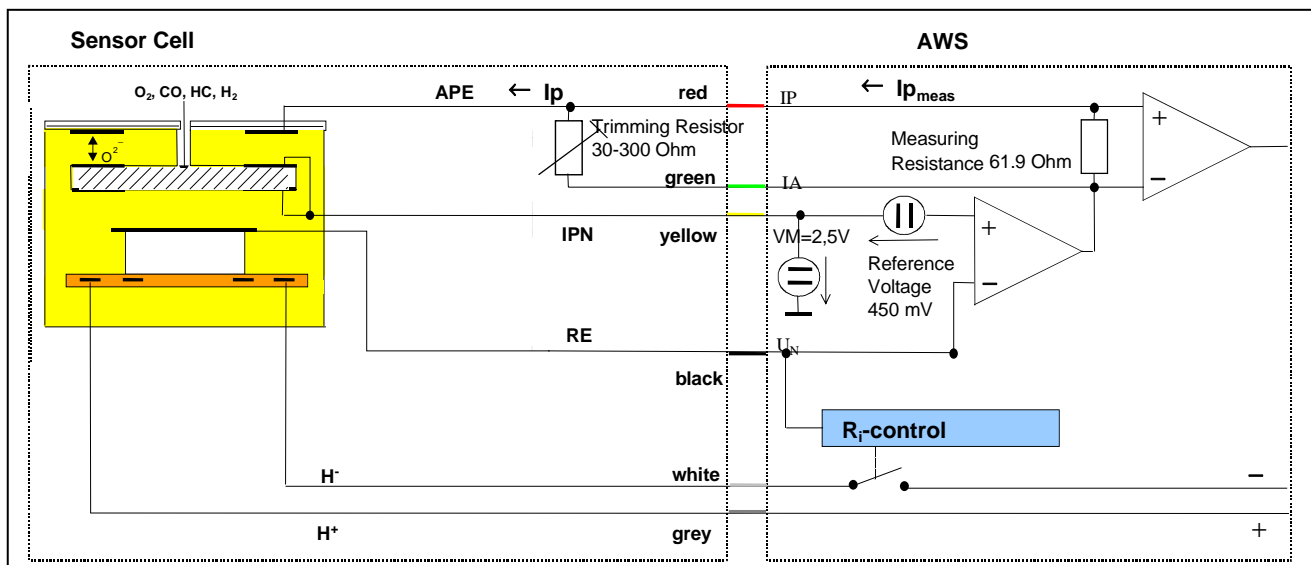 Sensor Cell
AWS
O2, CO, HC, H2
APE
← Ip
red
IP
← Ipmeas
O2-
Trimming Resistor
30-300 Ohm
Measuring
Resistance 61.9 Ohm
+
−
green
IA
IPN
yellow
VM=2,5V
+
−
Reference
Voltage
450 mV
RE
UN
black
Ri-control
H-
white
−
H+
grey
+